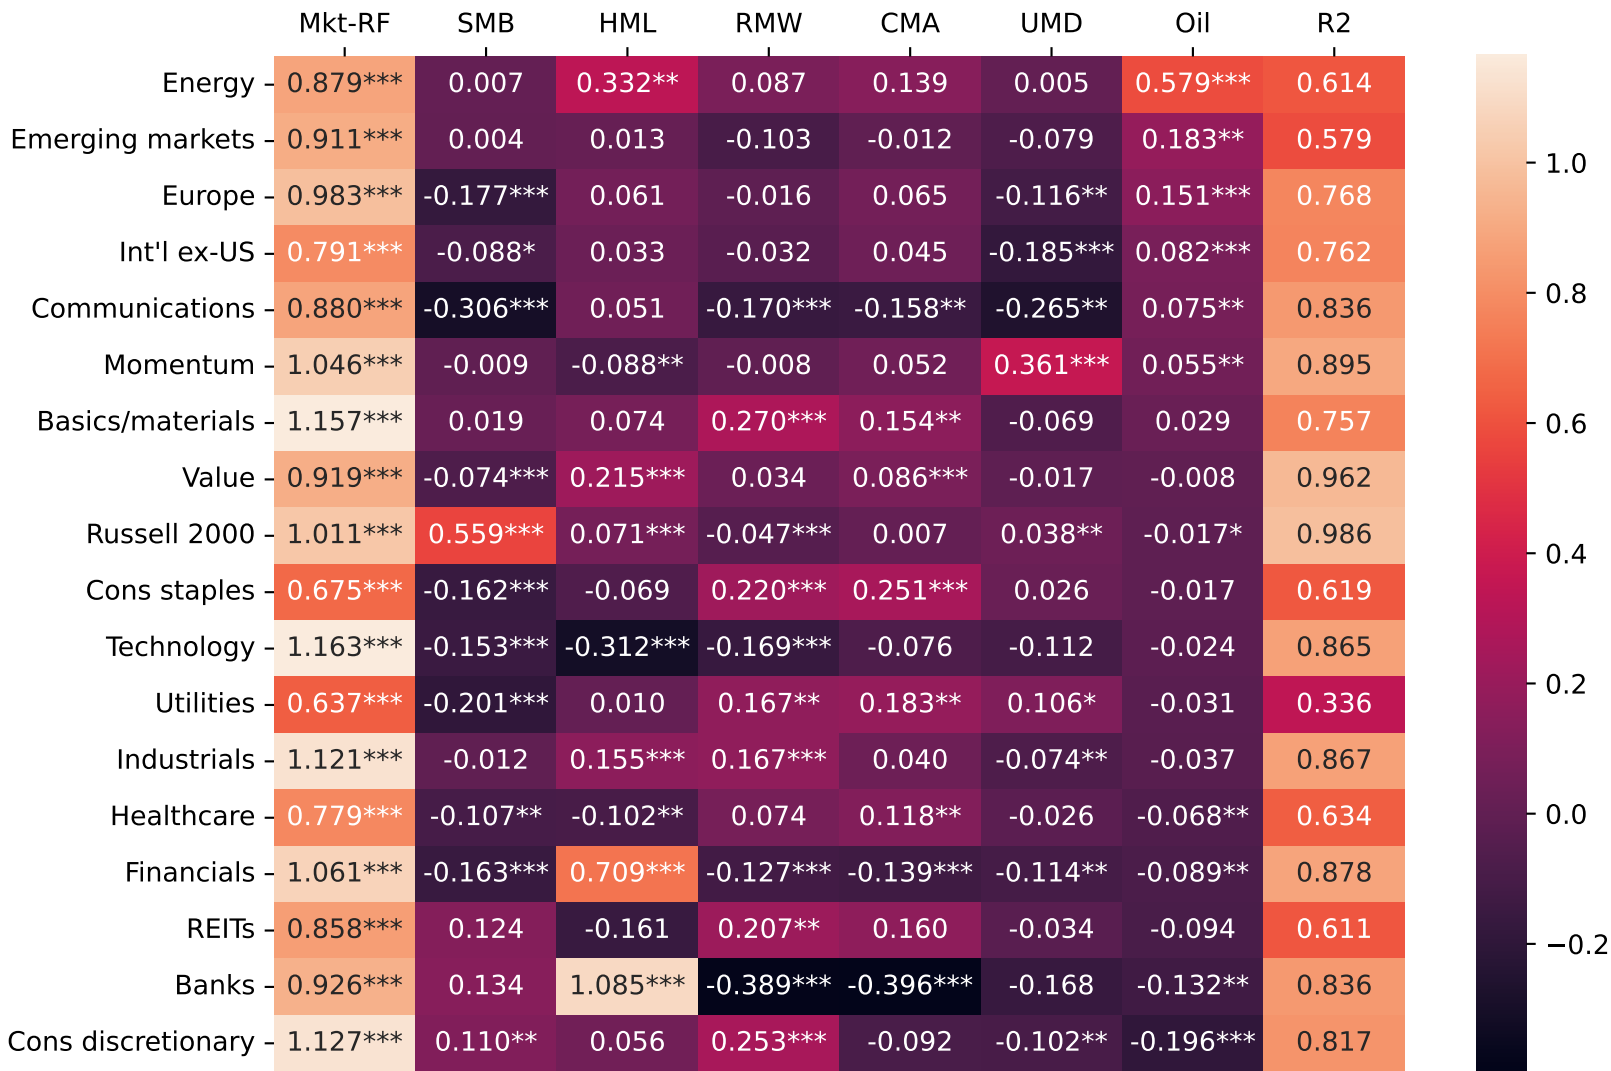 Mkt-RF SMB HML RMW CMA UMD Oil R2
Energy 0.879*** 0.007 0.332** 0.087 0.139 0.005 0.579*** 0.614
Emerging markets 0.911*** 0.004 0.013 -0.103 -0.012 -0.079 0.183** 0.579
Europe 0.983*** -0.177*** 0.061 -0.016 0.065 -0.116** 0.151*** 0.768
Int'l ex-US 0.791*** -0.088* 0.033 -0.032 0.045 -0.185*** 0.082*** 0.762
Communications 0.880*** -0.306*** 0.051 -0.170*** -0.158** -0.265** 0.075** 0.836
Momentum 1.046*** -0.009 -0.088** -0.008 0.052 0.361*** 0.055** 0.895
Basics/materials 1.157*** 0.019 0.074 0.270*** 0.154** -0.069 0.029 0.757
Value 0.919*** -0.074*** 0.215*** 0.034 0.086*** -0.017 -0.008 0.962
Russell 2000 1.011*** 0.559*** 0.071*** -0.047*** 0.007 0.038** -0.017* 0.986
Cons staples 0.675*** -0.162*** -0.069 0.220*** 0.251*** 0.026 -0.017 0.619
Technology 1.163*** -0.153*** -0.312*** -0.169*** -0.076 -0.112 -0.024 0.865
Utilities 0.637*** -0.201*** 0.010 0.167** 0.183** 0.106* -0.031 0.336
Industrials 1.121*** -0.012 0.155*** 0.167*** 0.040 -0.074** -0.037 0.867
Healthcare 0.779*** -0.107** -0.102** 0.074 0.118** -0.026 -0.068** 0.634
Financials 1.061*** -0.163*** 0.709*** -0.127*** -0.139*** -0.114** -0.089** 0.878
REITs 0.858*** 0.124 -0.161 0.207** 0.160 -0.034 -0.094 0.611
Banks 0.926*** 0.134 1.085*** -0.389*** -0.396*** -0.168 -0.132** 0.836
Cons discretionary 1.127*** 0.110** 0.056 0.253*** -0.092 -0.102** -0.196*** 0.817
1.0
0.8
0.6
0.4
0.2
0.0
−0.2